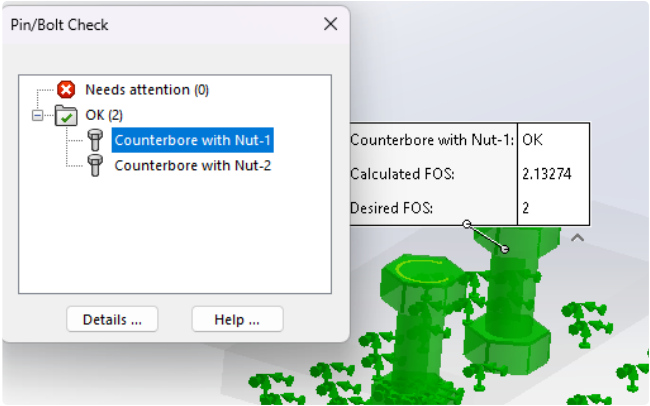 Pin/Bolt Check
Needs attention (0)
OK (2)
Counterbore with Nut-1
Counterbore with Nut-2
Details ...
Help ...
Counterbore with Nut-1: OK
Calculated FOS: 2.13274
Desired FOS: 2